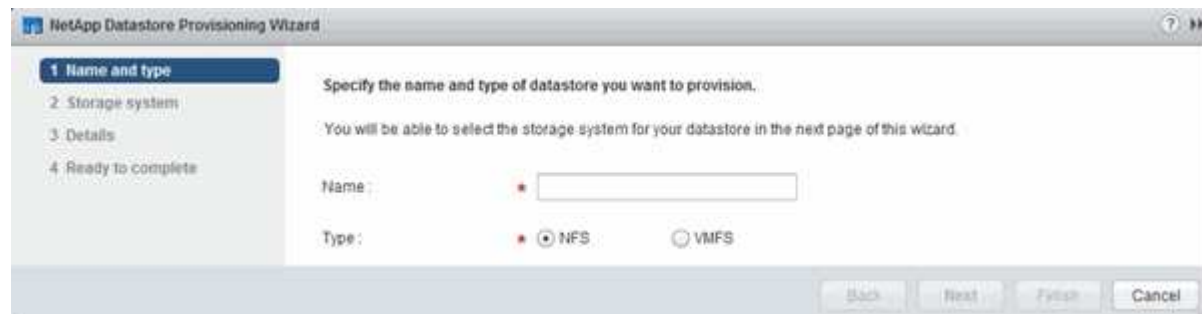 NetApp Datastore Provisioning Wizard
?
1 Name and type
2 Storage system
3 Details
4 Ready to complete
Specify the name and type of datastore you want to provision.
You will be able to select the storage system for your datastore in the next page of this wizard.
Name :
*
Type :
* NFS VMFS
Back Next Finish Cancel